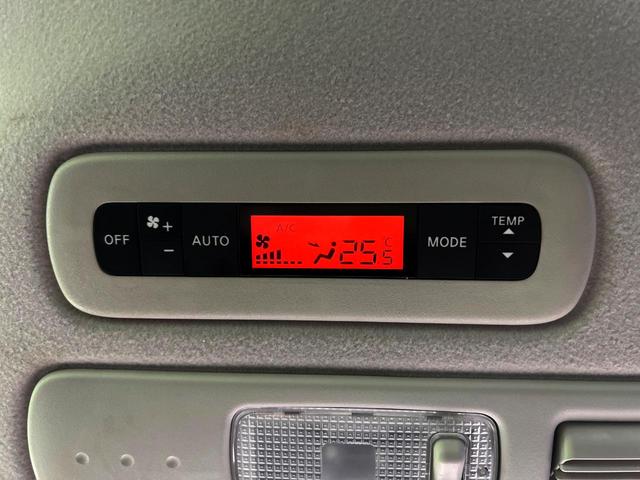 OFF
+
-
AUTO
A/C
25.5 °C
MODE
TEMP